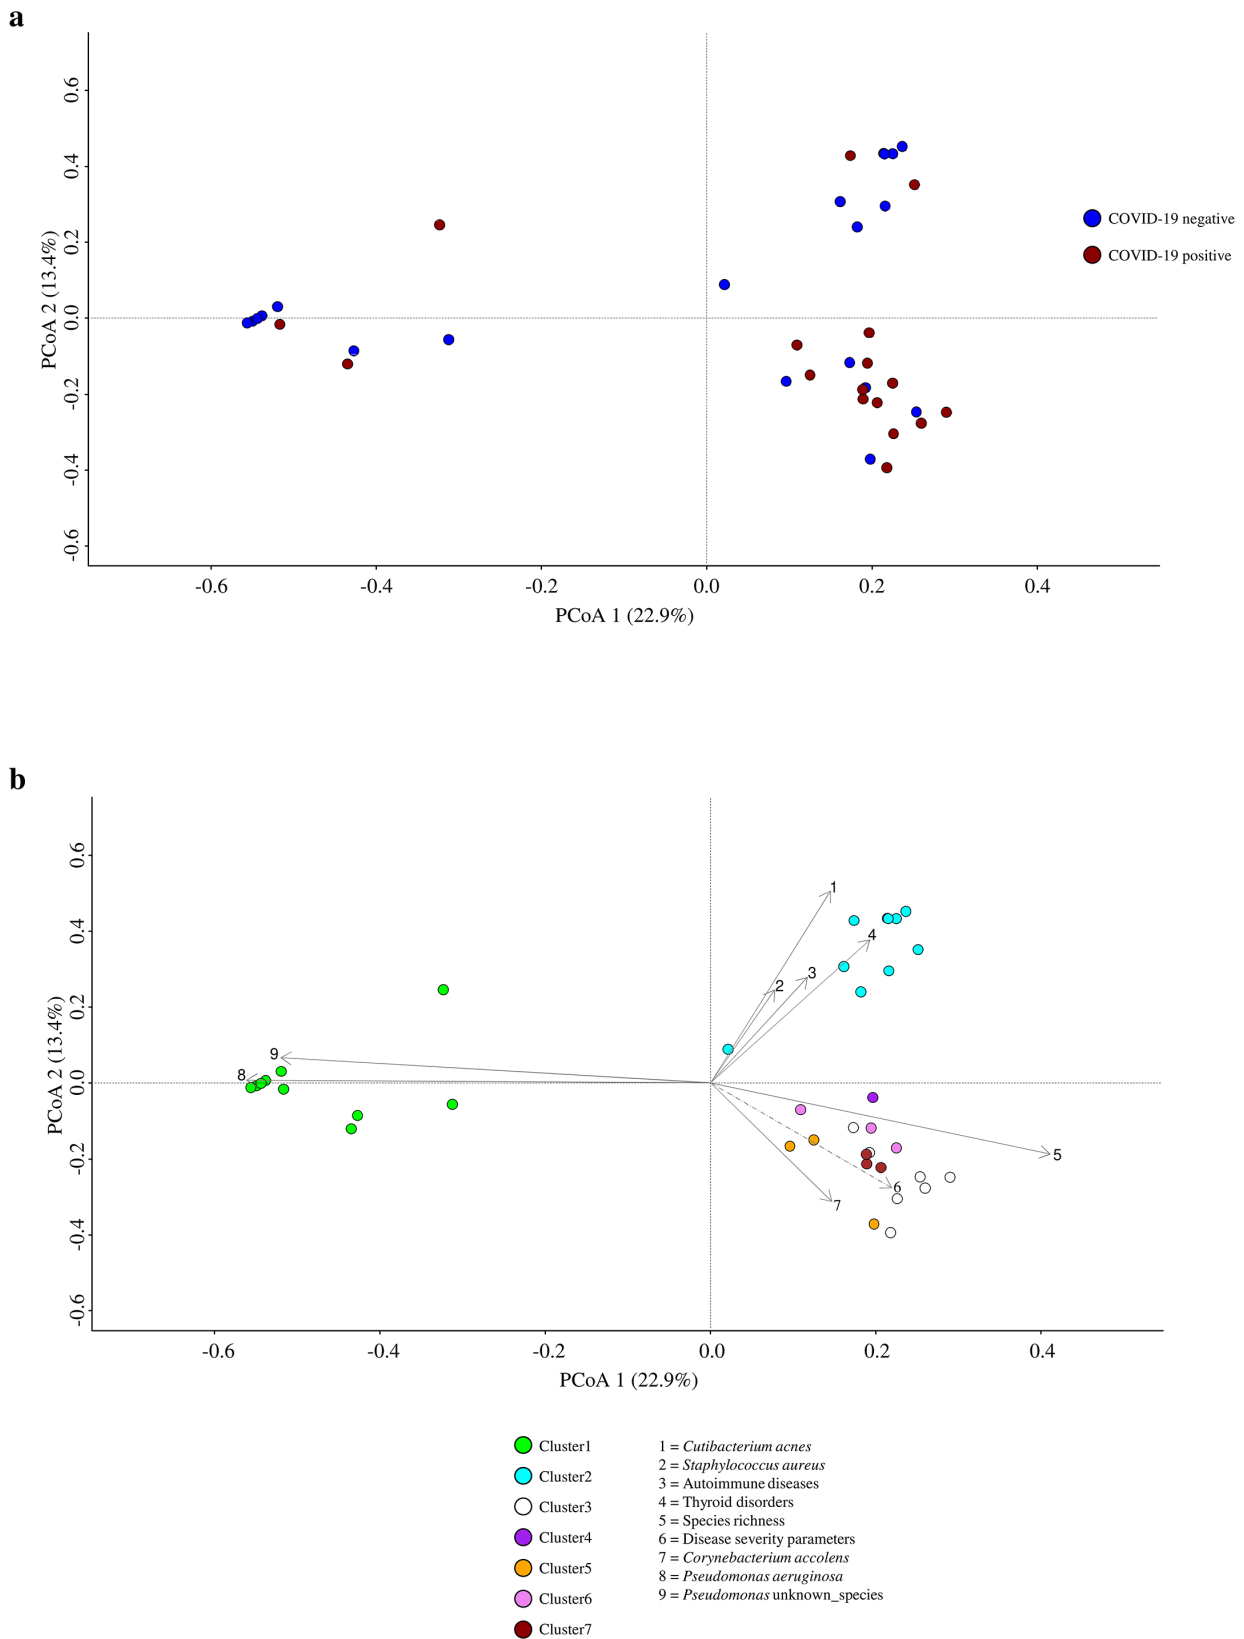 a
0.6
0.4
0.2
0.0
-0.2
-0.4
-0.6
PCoA 2 (13.4%)
COVID-19 negative
COVID-19 positive
-0.6 -0.4 -0.2 0.0 0.2 0.4
PCoA 1 (22.9%)
b
0.6
0.4
0.2
0.0
-0.2
-0.4
-0.6
PCoA 2 (13.4%)
1
4
3
2
9
8
5
6
7
-0.6 -0.4 -0.2 0.0 0.2 0.4
PCoA 1 (22.9%)
Cluster1
Cluster2
Cluster3
Cluster4
Cluster5
Cluster6
Cluster7
1 = Cutibacterium acnes
2 = Staphylococcus aureus
3 = Autoimmune diseases
4 = Thyroid disorders
5 = Species richness
6 = Disease severity parameters
7 = Corynebacterium accolens
8 = Pseudomonas aeruginosa
9 = Pseudomonas unknown_species